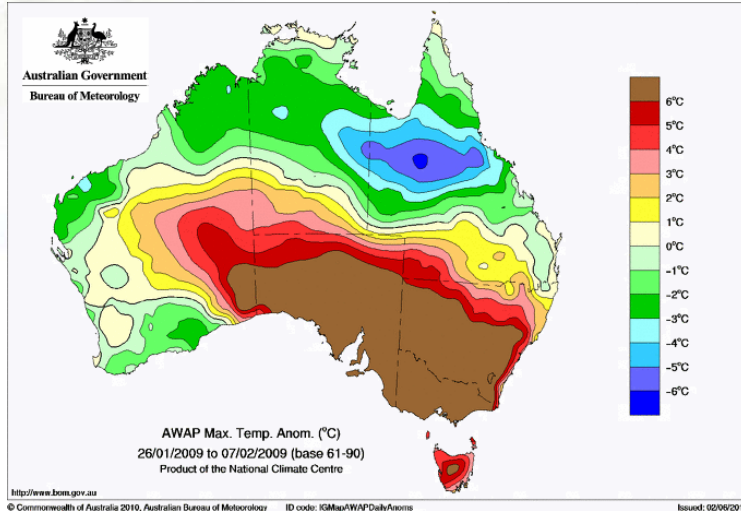 Australian Government
Bureau of Meteorology
6°C
5°C
4°C
3°C
2°C
1°C
0°C
-1°C
-2°C
-3°C
-4°C
-5°C
-6°C
AWAP Max. Temp. Anom. (°C)
26/01/2009 to 07/02/2009 (base 61-90)
Product of the National Climate Centre
http://www.bom.gov.au
© Commonwealth of Australia 2010, Australian Bureau of Meteorology ID code: IGMapAWAPDailyAnoms Issued: 02/06/201